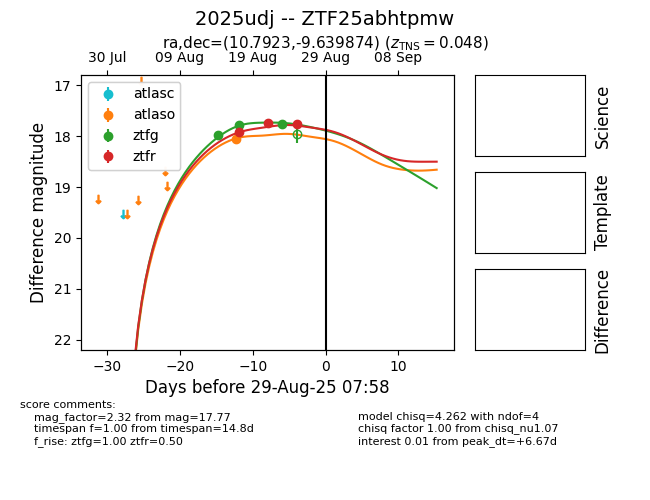 2025udj -- ZTF25abhtpmw
ra,dec=(10.7923,-9.639874) (z_TNS = 0.048)
30 Jul 09 Aug 19 Aug 29 Aug 08 Sep
atlasc
atlaso
ztfg
ztfr
17
18
19
20
21
22
Difference magnitude
−30 −20 −10 0 10
Days before 29-Aug-25 07:58
Science
Template
Difference
score comments:
mag_factor=2.32 from mag=17.77
timespan f=1.00 from timespan=14.8d
f_rise: ztfg=1.00 ztfr=0.50
model chisq=4.262 with ndof=4
chisq factor 1.00 from chisq_nu1.07
interest 0.01 from peak_dt=+6.67d